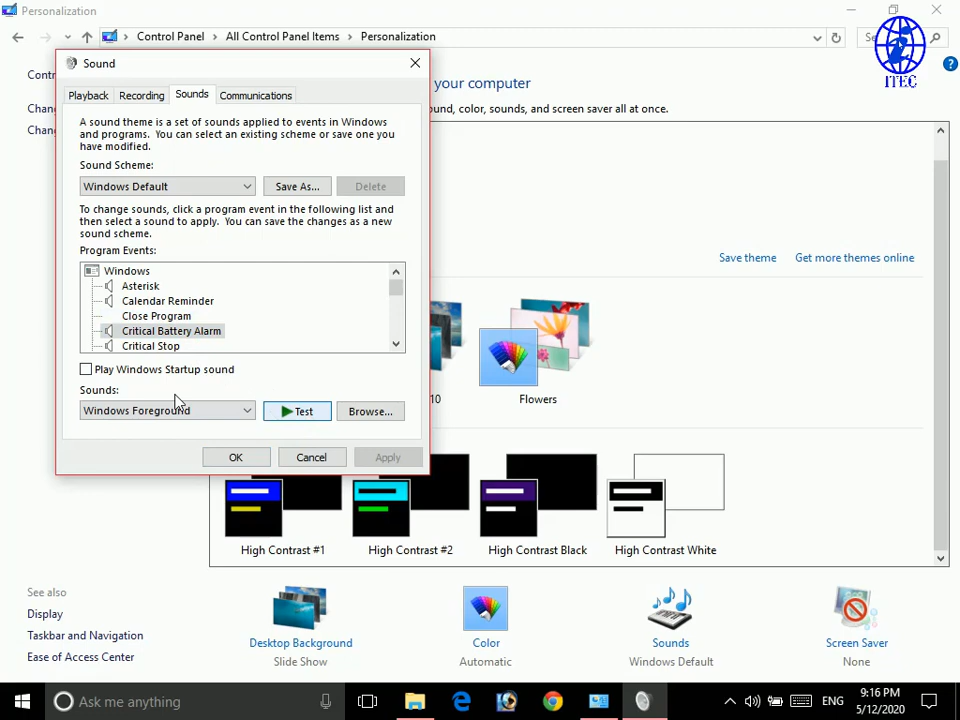 Personalization
Control Panel > All Control Panel Items > Personalization
ITEC
Sound
your computer
Playback Recording Sounds Communications
ound, color, sounds, and screen saver all at once.
A sound theme is a set of sounds applied to events in Windows
and programs. You can select an existing scheme or save one you
have modified.
Sound Scheme:
Windows Default
Save As...
Delete
To change sounds, click a program event in the following list and
then select a sound to apply. You can save the changes as a new
sound scheme.
Program Events:
Windows
Asterisk
Calendar Reminder
Close Program
Critical Battery Alarm
Critical Stop
Play Windows Startup sound
Sounds:
Windows Foreground
Test
Browse...
OK
Cancel
Apply
Save theme
Get more themes online
10
Flowers
High Contrast #1
High Contrast #2
High Contrast Black
High Contrast White
See also
Display
Taskbar and Navigation
Ease of Access Center
Desktop Background
Slide Show
Color
Automatic
Sounds
Windows Default
Screen Saver
None
Ask me anything
ENG
9:16 PM
5/12/2020